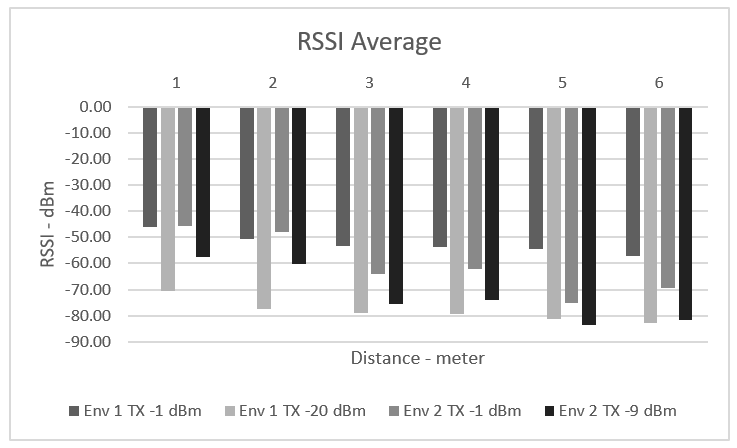 RSSI Average
1 2 3 4 5 6
0.00
-10.00
-20.00
-30.00
-40.00
-50.00
-60.00
-70.00
-80.00
-90.00
RSSI - dBm
Distance - meter
Env 1 TX -1 dBm Env 1 TX -20 dBm Env 2 TX -1 dBm Env 2 TX -9 dBm